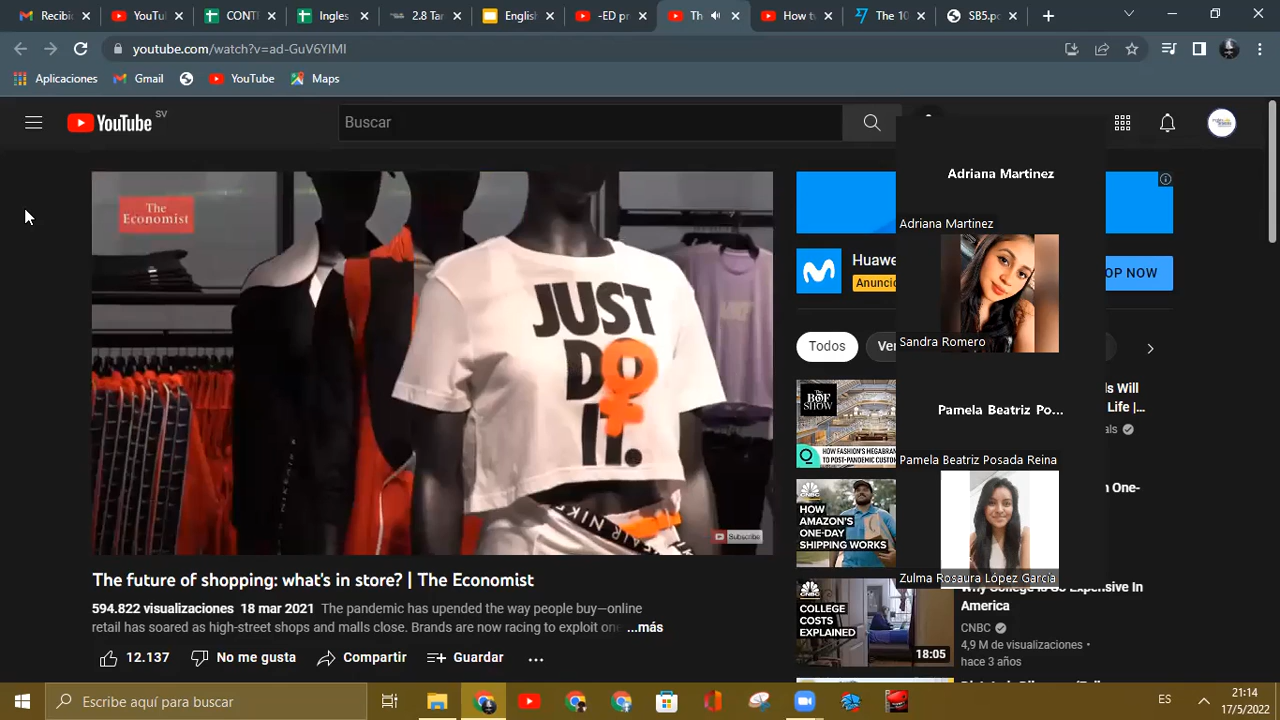 Recibic
YouTu
CONT
Ingles
2.8 Tar
English
-ED pr
Th
How t
The 10
SB5.p
youtube.com/watch?v=ad-GuV6YIMI
Aplicaciones
Gmail
YouTube
Maps
YouTube SV
Buscar
The
Economist
JUST
DO
IT.
NIKE
Subscribe
Adriana Martinez
Adriana Martinez
Sandra Romero
Pamela Beatriz Po...
Pamela Beatriz Posada Reina
Zulma Rosaura López García
Huawe
Anuncio
OP NOW
Todos
Ve
THE
BOF
SHOW
HOW FASHION'S MEGABRAN
TO POST-PANDEMIC CUSTO
s Will
Life |...
als
CNBC
HOW
AMAZON'S
ONE-DAY
SHIPPING WORKS
n One-
CNBC
COLLEGE
COSTS
EXPLAINED
18:05
Why College Is So Expensive In
America
CNBC
4,9 M de visualizaciones •
hace 3 años
The future of shopping: what's in store? | The Economist
594.822 visualizaciones 18 mar 2021 The pandemic has upended the way people buy—online
retail has soared as high-street shops and malls close. Brands are now racing to exploit one ...más
12.137
No me gusta
Compartir
Guardar
Escribe aquí para buscar
ES
21:14
17/5/2022